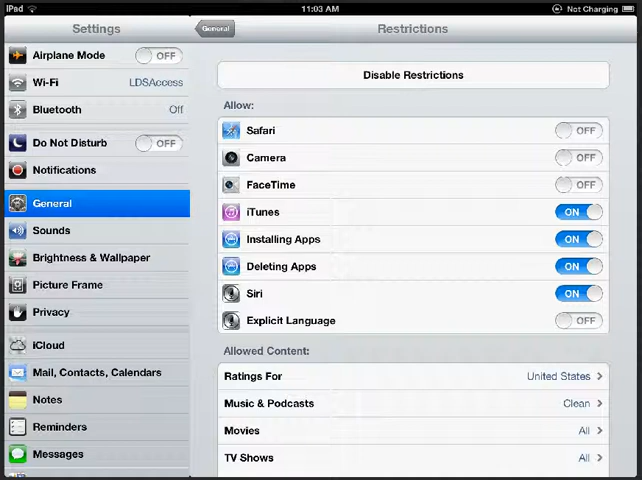 iPad 11:03 AM Not Charging
Settings General Restrictions
Airplane Mode OFF
Wi-Fi LDSAccess
Bluetooth Off
Do Not Disturb OFF
Notifications
General
Sounds
Brightness & Wallpaper
Picture Frame
Privacy
iCloud
Mail, Contacts, Calendars
Notes
Reminders
Messages
Disable Restrictions
Allow:
Safari OFF
Camera OFF
FaceTime OFF
iTunes ON
Installing Apps ON
Deleting Apps ON
Siri ON
Explicit Language OFF
Allowed Content:
Ratings For United States
Music & Podcasts Clean
Movies All
TV Shows All